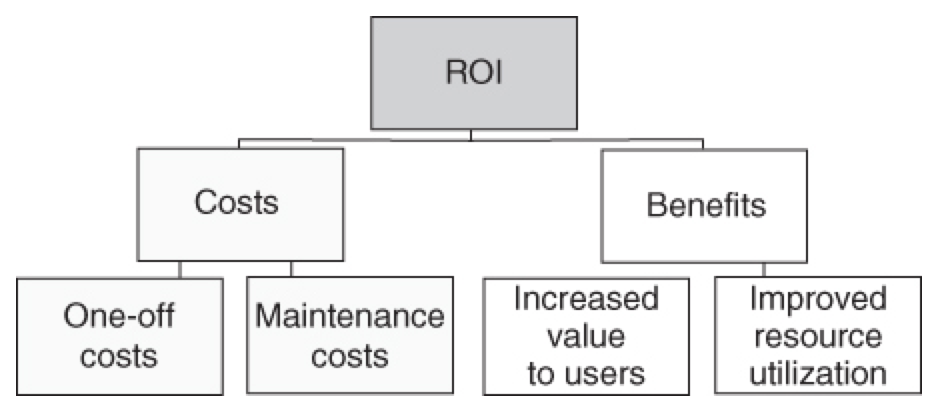 ROI
Costs
Benefits
One-off
costs
Maintenance
costs
Increased
value
to users
Improved
resource
utilization